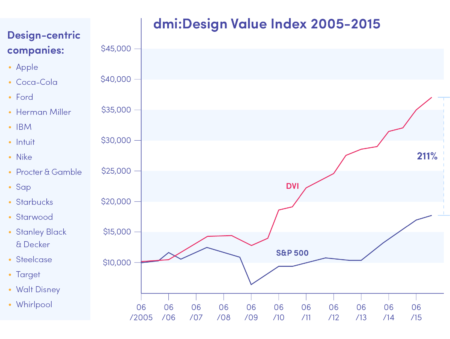 dmi:Design Value Index 2005-2015
Design-centric
companies:
Apple
Coca-Cola
Ford
Herman Miller
IBM
Intuit
Nike
Procter & Gamble
Sap
Starbucks
Starwood
Stanley Black
& Decker
Steelcase
Target
Walt Disney
Whirlpool
$45,000
$40,000
$35,000
$30,000
$25,000
$20,000
$15,000
$10,000
211%
DVI
S&P 500
06 06 06 06 06 06 06 06 06 06 06
/2005 /06 /07 /08 /09 /10 /11 /12 /13 /14 /15